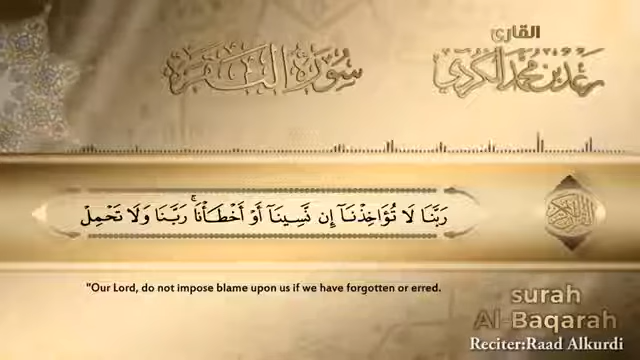 القارئ
رعد بن محمد الكردي
سورة البقرة
رَبَّنَا لَا تُؤَاخِذْنَآ إِن نَّسِينَآ أَوْ أَخْطَأْنَا ۚ رَبَّنَا وَلَا تَحْمِلْ
"Our Lord, do not impose blame upon us if we have forgotten or erred.
surah
Al-Baqarah
Reciter:Raad Alkurdi